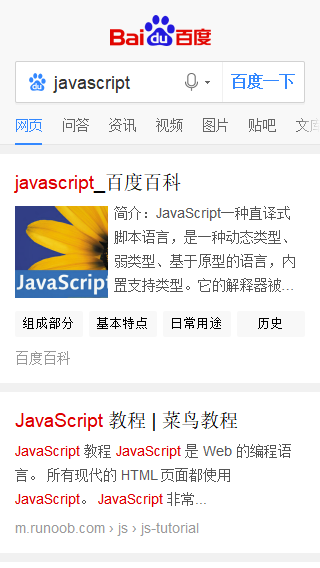 Bai du 百度
du javascript 百度一下
网页 问答 资讯 视频 图片 贴吧 文库
javascript_百度百科
JavaScript
简介：JavaScript一种直译式
脚本语言，是一种动态类型、
弱类型、基于原型的语言，内
置支持类型。它的解释器被...
组成部分 基本特点 日常用途 历史
百度百科
JavaScript 教程 | 菜鸟教程
JavaScript 教程 JavaScript 是 Web 的编程语
言。 所有现代的 HTML 页面都使用
JavaScript。 JavaScript 非常...
m.runoob.com › js › js-tutorial